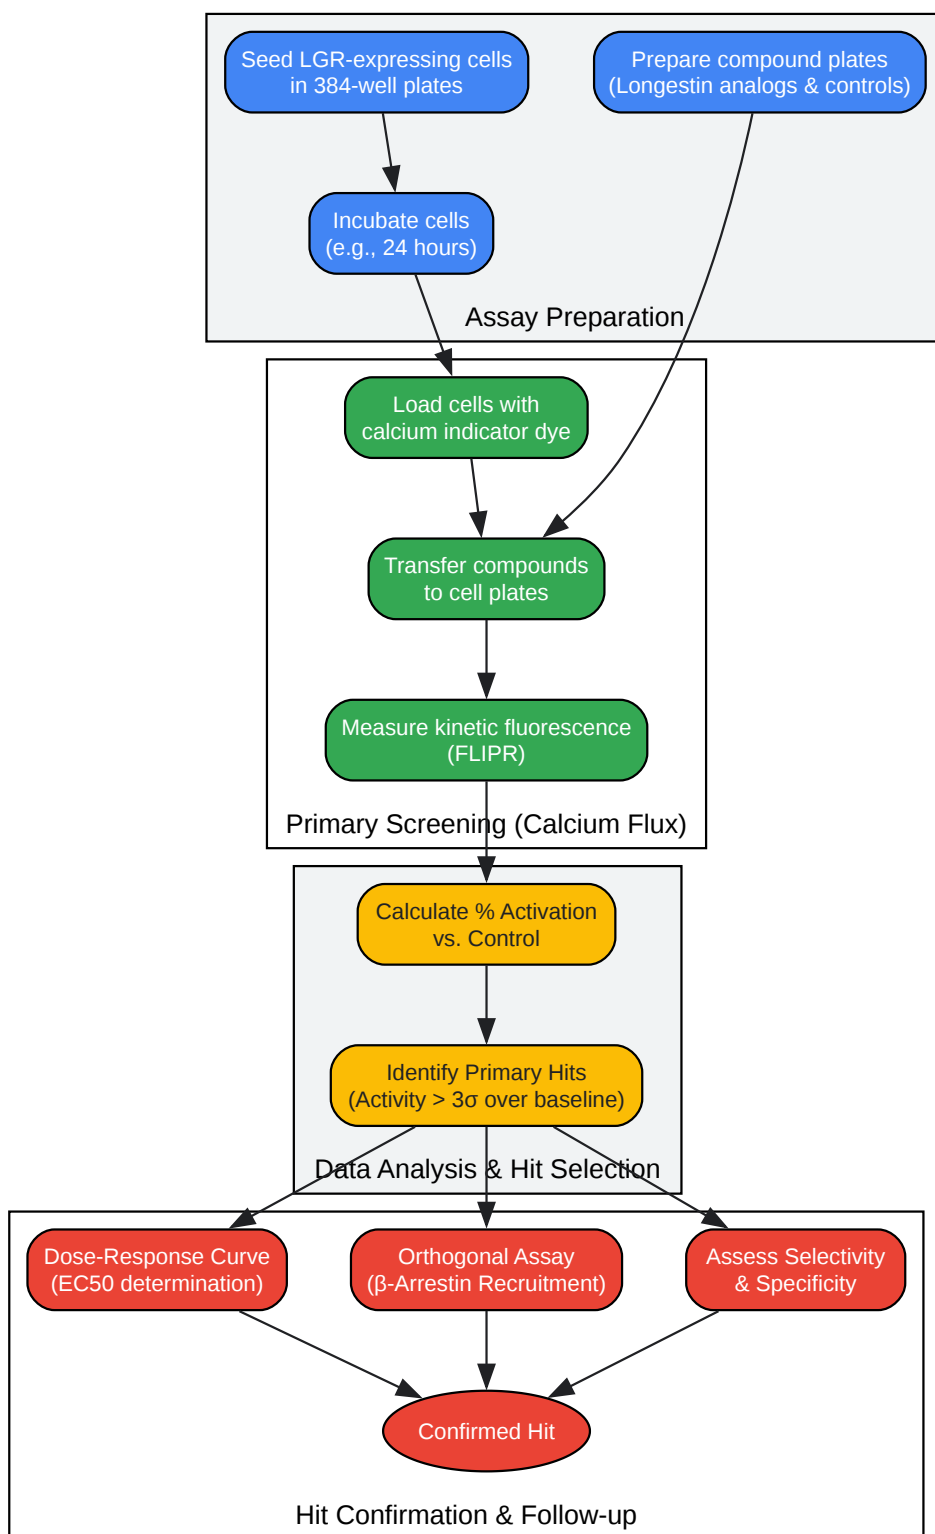 Seed LGR-expressing cells
in 384-well plates
Prepare compound plates
(Longestin analogs & controls)
Incubate cells
(e.g., 24 hours)
Assay Preparation
Load cells with
calcium indicator dye
Transfer compounds
to cell plates
Measure kinetic fluorescence
(FLIPR)
Primary Screening (Calcium Flux)
Calculate % Activation
vs. Control
Identify Primary Hits
(Activity > 3σ over baseline)
Data Analysis & Hit Selection
Dose-Response Curve
(EC50 determination)
Orthogonal Assay
(β-Arrestin Recruitment)
Assess Selectivity
& Specificity
Confirmed Hit
Hit Confirmation & Follow-up